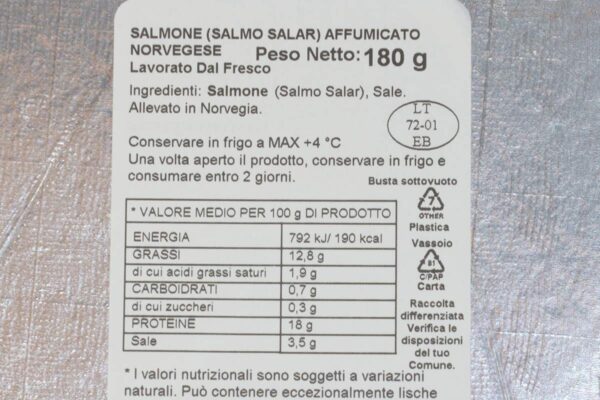 SALMONE (SALMO SALAR) AFFUMICATO
NORVEGESE Peso Netto: 180 g
Lavorato Dal Fresco
Ingredienti: Salmone (Salmo Salar), Sale.
Allevato in Norvegia.
LT
72-01
EB
Conservare in frigo a MAX +4 °C
Una volta aperto il prodotto, conservare in frigo e
consumare entro 2 giorni.
* VALORE MEDIO PER 100 g DI PRODOTTO
ENERGIA 792 kJ/ 190 kcal
GRASSI 12,8 g
di cui acidi grassi saturi 1,9 g
CARBOIDRATI 0,7 g
di cui zuccheri 0,3 g
PROTEINE 18 g
Sale 3,5 g
Busta sottovuoto
7
OTHER
Plastica
Vassoio
81
C/PAP
Carta
Raccolta
differenziata
Verifica le
disposizioni
del tuo
Comune.
* I valori nutrizionali sono soggetti a variazioni
naturali. Può contenere eccezionalmente lische